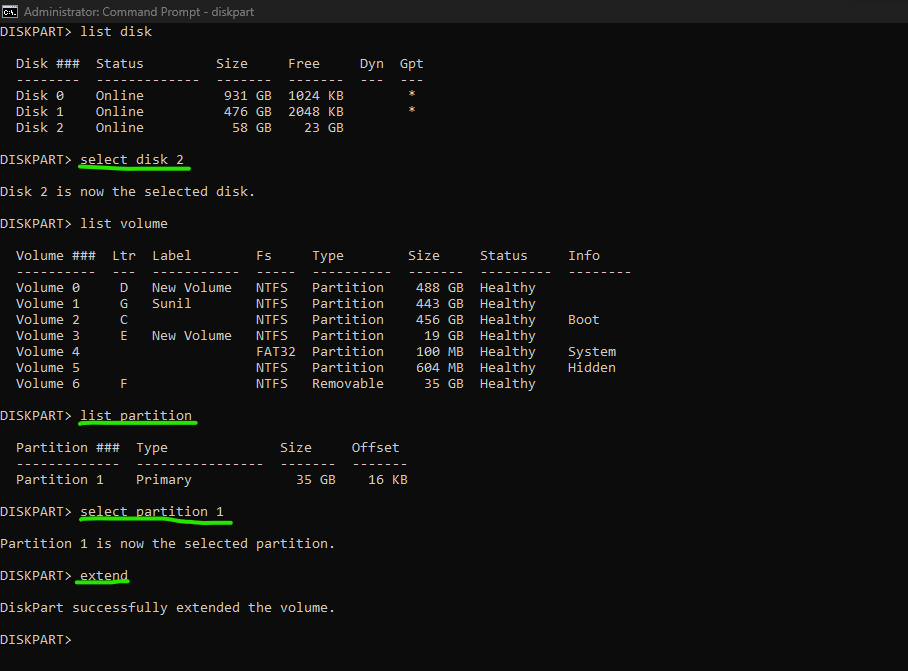 Administrator: Command Prompt - diskpart
DISKPART> list disk
Disk ### Status Size Free Dyn Gpt
-------- ------------- ------- ------- --- ---
Disk 0 Online 931 GB 1024 KB *
Disk 1 Online 476 GB 2048 KB *
Disk 2 Online 58 GB 23 GB
DISKPART> select disk 2
Disk 2 is now the selected disk.
DISKPART> list volume
Volume ### Ltr Label Fs Type Size Status Info
---------- --- ----------- ----- ---------- ------- --------- --------
Volume 0 D New Volume NTFS Partition 488 GB Healthy
Volume 1 G Sunil NTFS Partition 443 GB Healthy
Volume 2 C NTFS Partition 456 GB Healthy Boot
Volume 3 E New Volume NTFS Partition 19 GB Healthy
Volume 4 FAT32 Partition 100 MB Healthy System
Volume 5 NTFS Partition 604 MB Healthy Hidden
Volume 6 F NTFS Removable 35 GB Healthy
DISKPART> list partition
Partition ### Type Size Offset
------------- ---------------- ------- -------
Partition 1 Primary 35 GB 16 KB
DISKPART> select partition 1
Partition 1 is now the selected partition.
DISKPART> extend
DiskPart successfully extended the volume.
DISKPART>